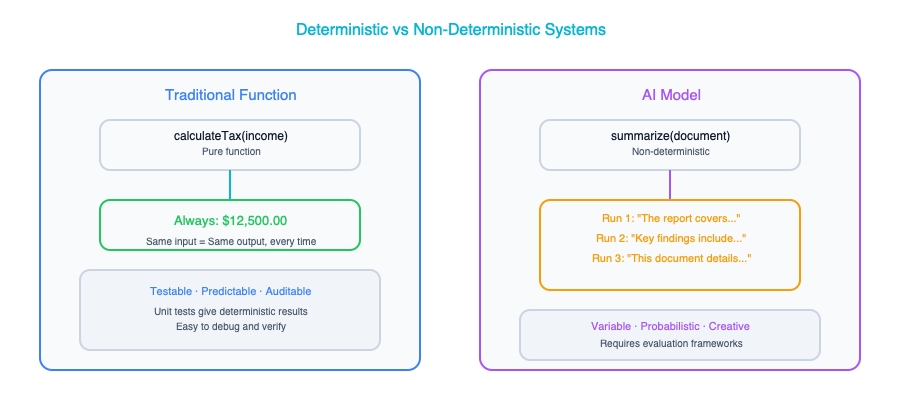 Deterministic vs Non-Deterministic Systems
Traditional Function
calculateTax(income)
Pure function
Always: $12,500.00
Same input = Same output, every time
Testable · Predictable · Auditable
Unit tests give deterministic results
Easy to debug and verify
AI Model
summarize(document)
Non-deterministic
Run 1: "The report covers..."
Run 2: "Key findings include..."
Run 3: "This document details..."
Variable · Probabilistic · Creative
Requires evaluation frameworks